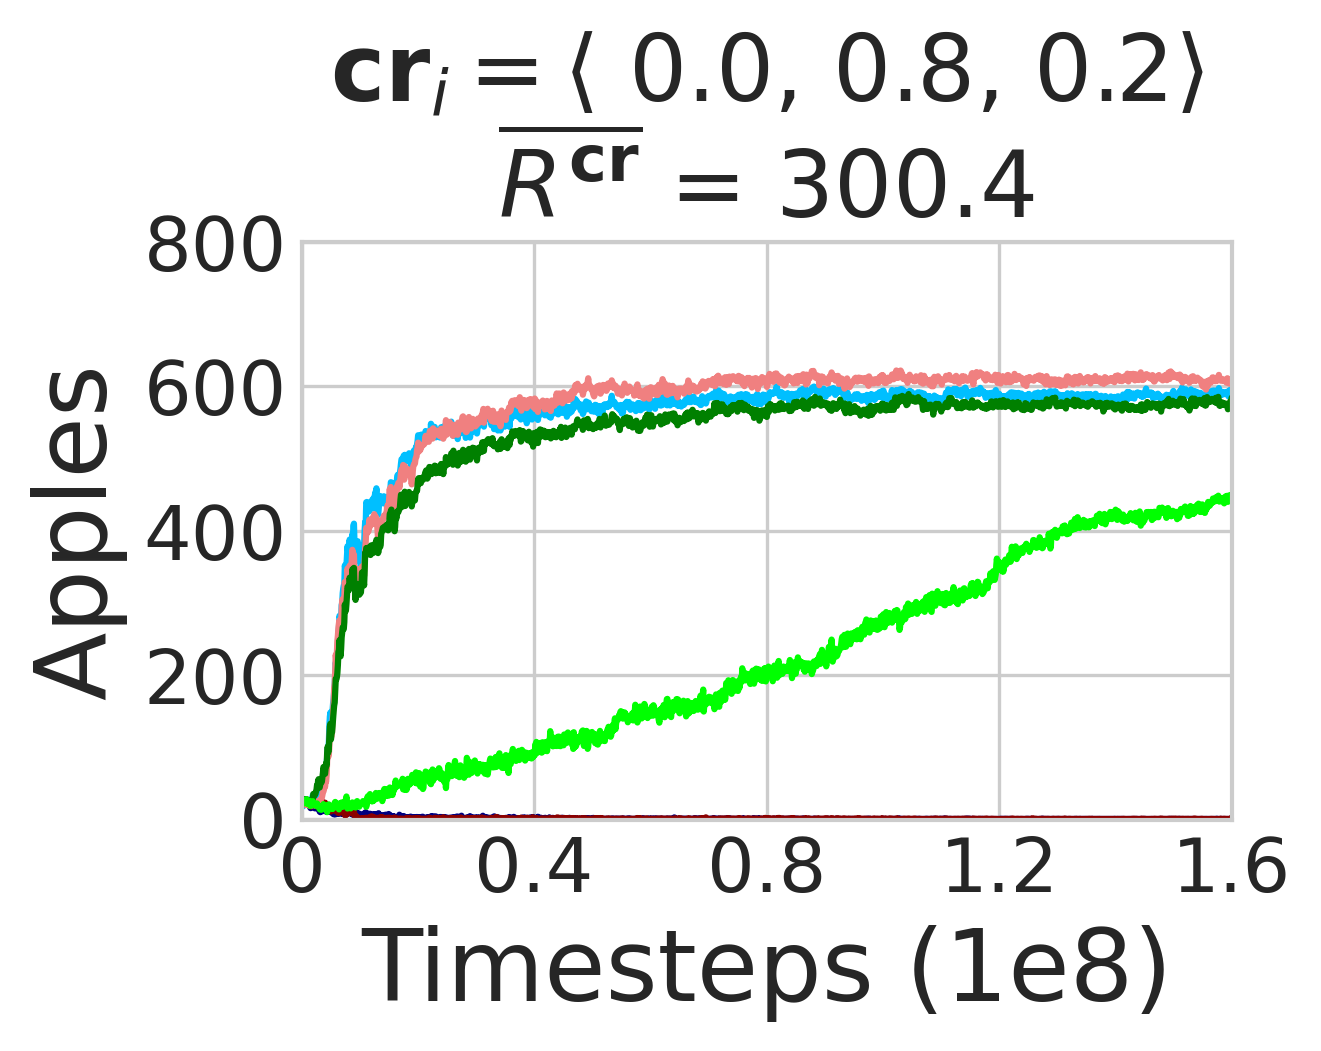 cr_i = ⟨ 0.0, 0.8, 0.2⟩
\overline{R^{cr}} = 300.4
800
600
400
200
0
Apples
0 0.4 0.8 1.2 1.6
Timesteps (1e8)